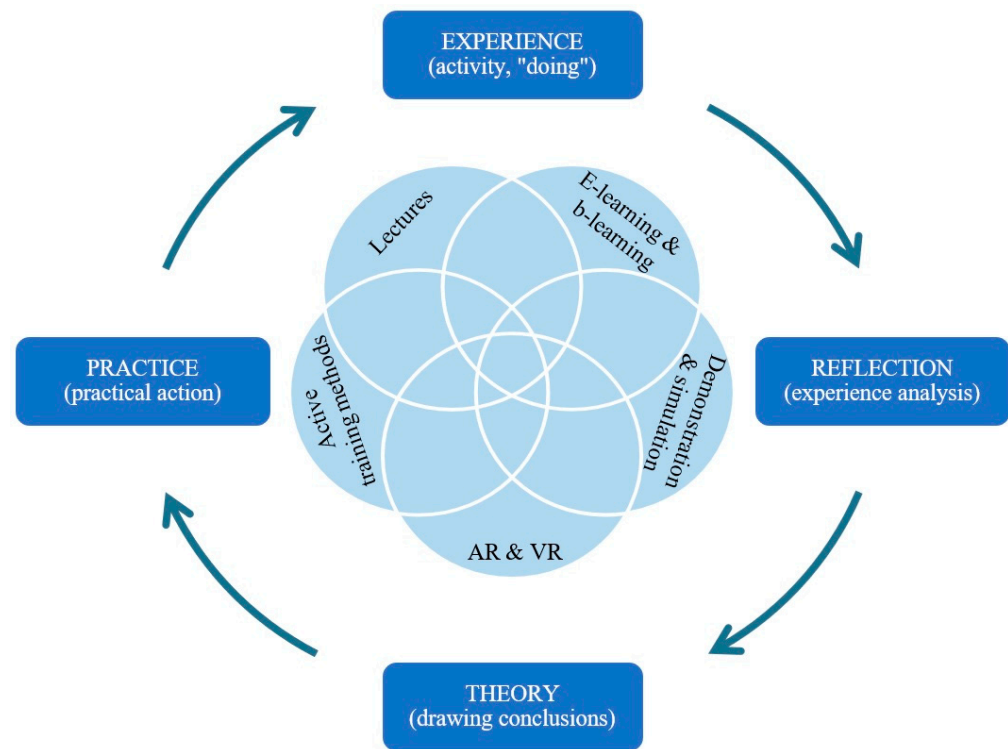 EXPERIENCE
(activity, "doing")
Lectures
E-learning &
b-learning
PRACTICE
(practical action)
Active
training methods
Demonstration
& simulation
REFLECTION
(experience analysis)
AR & VR
THEORY
(drawing conclusions)